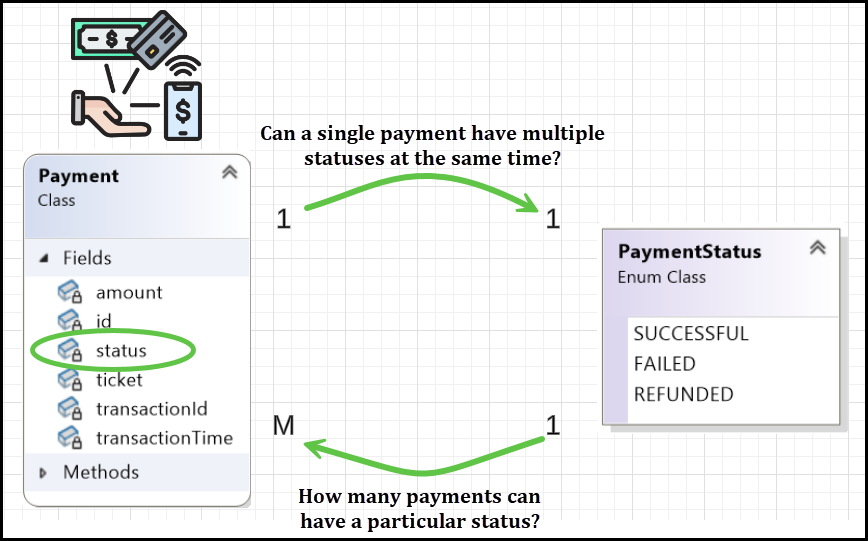 $
$
Can a single payment have multiple
statuses at the same time?
Payment
Class
1
1
PaymentStatus
Enum Class
Fields
amount
id
status
ticket
transactionId
transactionTime
Methods
SUCCESSFUL
FAILED
REFUNDED
M
1
How many payments can
have a particular status?